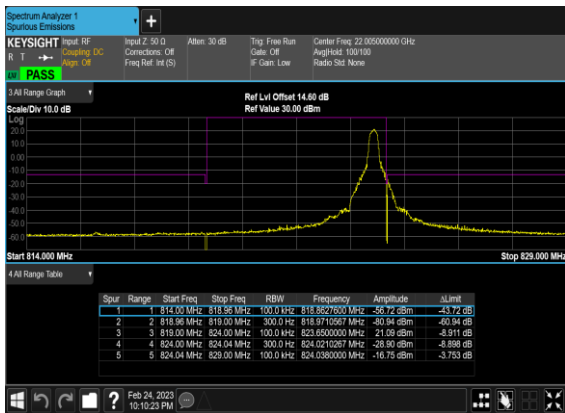 Spectrum Analyzer 1
Spurious Emissions
KEYSIGHT
R T
LXI
PASS
Input: RF
Coupling: DC
Align: Off
Input Z: 50 Ω
Corrections: Off
Freq Ref: Int (S)
Atten: 30 dB
Trig: Free Run
Gate: Off
IF Gain: Low
Center Freq: 22.005000000 GHz
Avg|Hold: 100/100
Radio Std: None
3 All Range Graph
Scale/Div 10.0 dB
Ref Lvl Offset 14.60 dB
Ref Value 30.00 dBm
Log
20.0
10.0
0.00
-10.0
-20.0
-30.0
-40.0
-50.0
-60.0
Start 814.000 MHz
Stop 829.000 MHz
4 All Range Table
Spur Range Start Freq Stop Freq RBW Frequency Amplitude ΔLimit
1 1 814.00 MHz 818.96 MHz 100.0 kHz 818.8627600 MHz -56.72 dBm -43.72 dB
2 2 818.96 MHz 819.00 MHz 300.0 Hz 818.9710567 MHz -80.94 dBm -60.94 dB
3 3 819.00 MHz 824.00 MHz 100.0 kHz 823.6500000 MHz 21.09 dBm -8.911 dB
4 4 824.00 MHz 824.04 MHz 300.0 Hz 824.0210267 MHz -28.90 dBm -8.898 dB
5 5 824.04 MHz 829.00 MHz 100.0 kHz 824.0380000 MHz -16.75 dBm -3.753 dB
Feb 24, 2023
10:10:23 PM